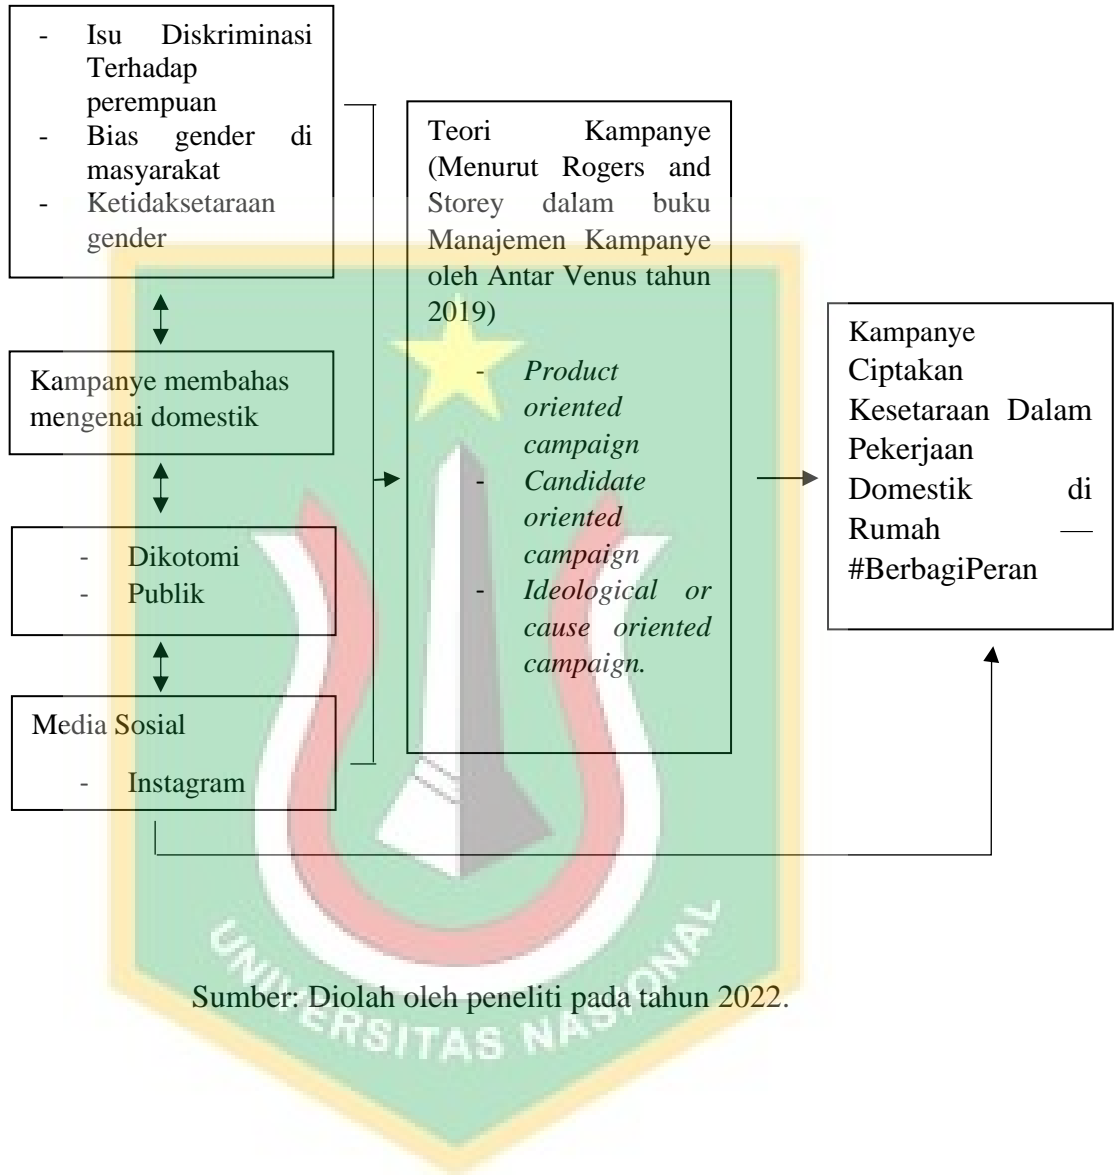 - Isu Diskriminasi
Terhadap
perempuan
- Bias gender di
masyarakat
- Ketidaksetaraan
gender
Kampanye membahas
mengenai domestik
- Dikotomi
- Publik
Media Sosial
- Instagram
Teori Kampanye
(Menurut Rogers and
Storey dalam buku
Manajemen Kampanye
oleh Antar Venus tahun
2019)
- Product
oriented
campaign
- Candidate
oriented
campaign
- Ideological or
cause oriented
campaign.
Kampanye
Ciptakan
Kesetaraan Dalam
Pekerjaan
Domestik di
Rumah —
#BerbagiPeran
Sumber: Diolah oleh peneliti pada tahun 2022.
UNIVERSITAS NASIONAL